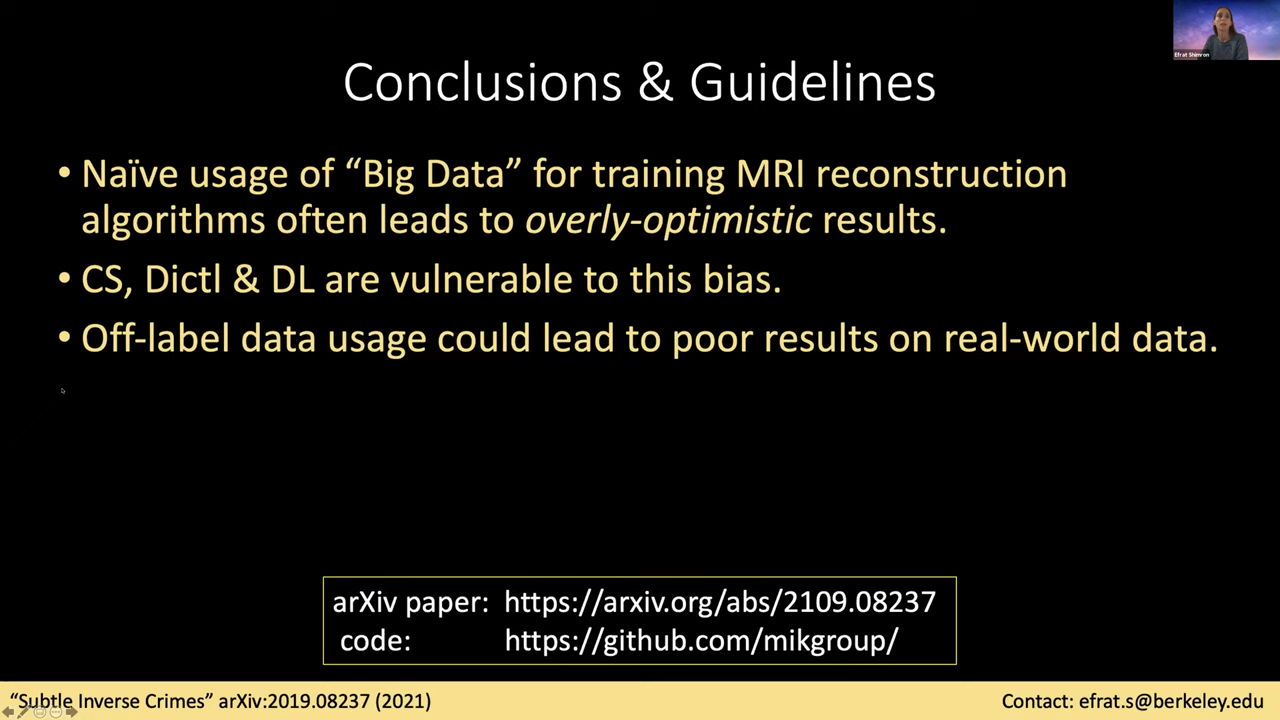 Efrat Shimron
Conclusions & Guidelines
• Naïve usage of “Big Data” for training MRI reconstruction
algorithms often leads to overly-optimistic results.
• CS, Dictl & DL are vulnerable to this bias.
• Off-label data usage could lead to poor results on real-world data.
arXiv paper: https://arxiv.org/abs/2109.08237
code: https://github.com/mikgroup/
“Subtle Inverse Crimes” arXiv:2019.08237 (2021)
Contact: efrat.s@berkeley.edu